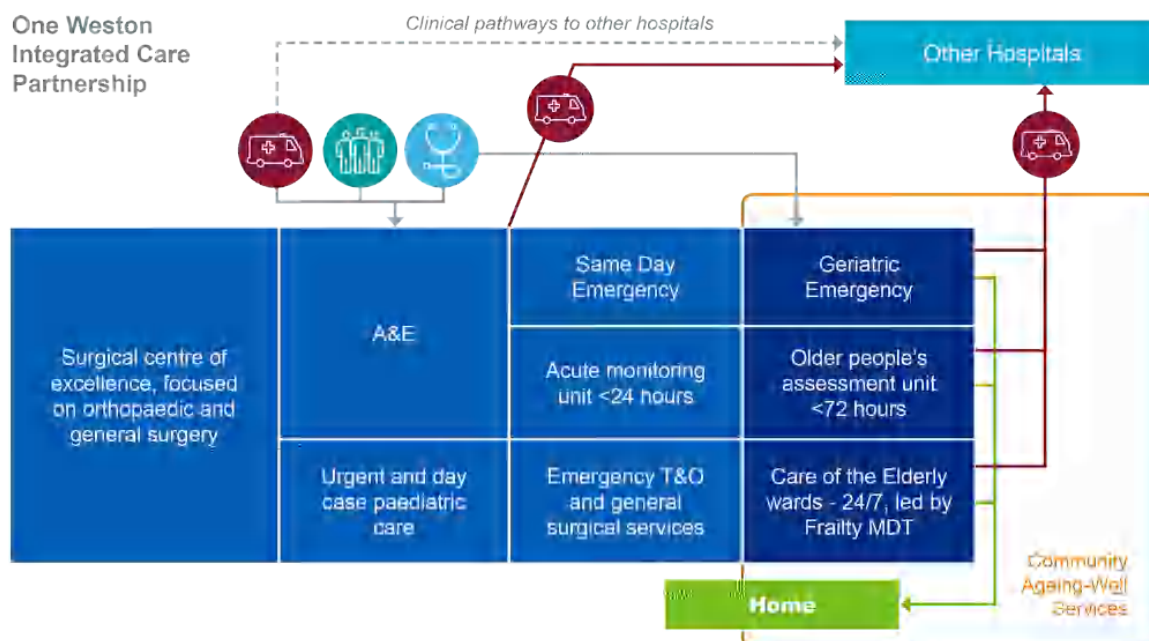 One Weston
Integrated Care
Partnership
Clinical pathways to other hospitals
Other Hospitals
Surgical centre of
excellence, focused
on orthopaedic and
general surgery
A&E
Urgent and day
case paediatric
care
Same Day
Emergency
Acute monitoring
unit <24 hours
Emergency T&O
and general
surgical services
Geriatric
Emergency
Older people's
assessment unit
<72 hours
Care of the Elderly
wards - 24/7, led by
Frailty MDT
Community
Ageing-Well
Services
Home